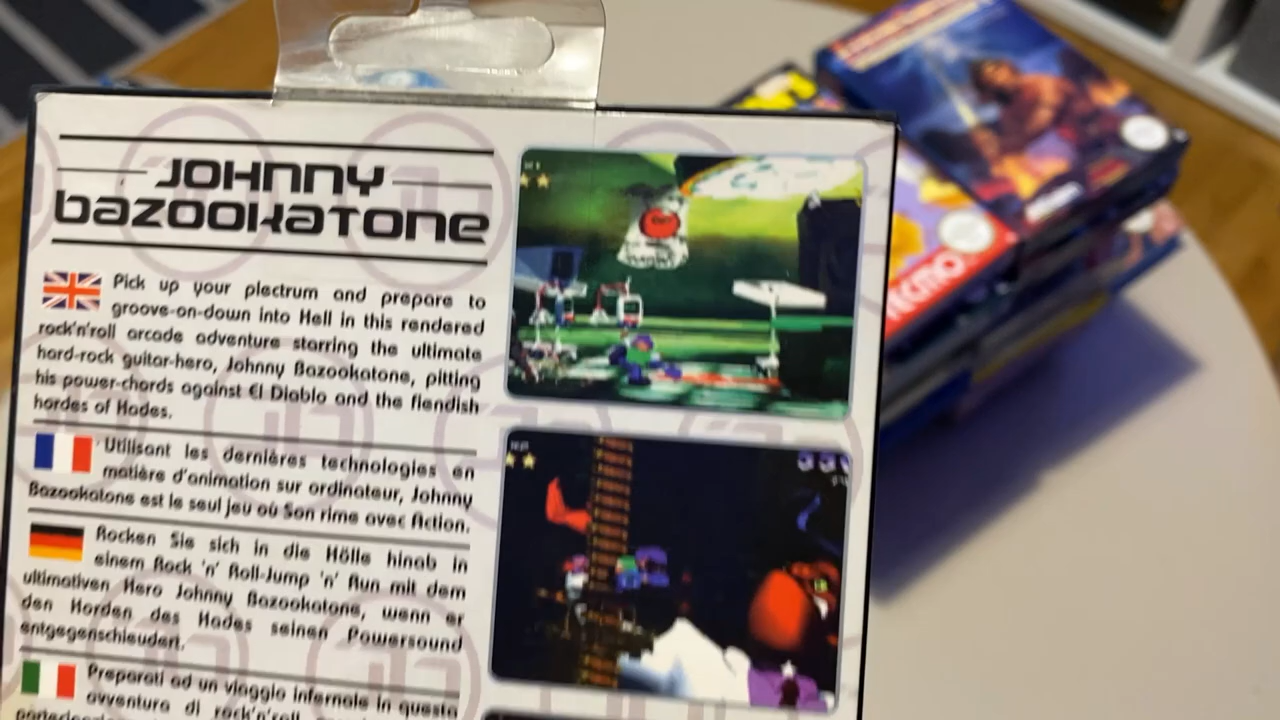 JOHNNY
bazookatone
Pick up your plectrum and prepare to
groove-on-down into Hell in this rendered
rock'n'roll arcade adventure starring the ultimate
hard-rock guitar-hero, Johnny Bazookatone, pitting
his power-chords against El Diablo and the fiendish
hordes of Hades.
Utilisant les dernières technologies en
matière d'animation sur ordinateur, Johnny
Bazookatone est le seul jeu où Son rime avec Action.
Rocken Sie sich in die Hölle hinab in
einem Rock 'n' Roll-Jump 'n' Run mit dem
ultimativen Hero Johnny Bazookatone, wenn er
den Horden des Hades seinen Powersound
entgegenschleudert.
Preparati ad un viaggio infernale in questa
avventura di rock'n'roll
TECMO